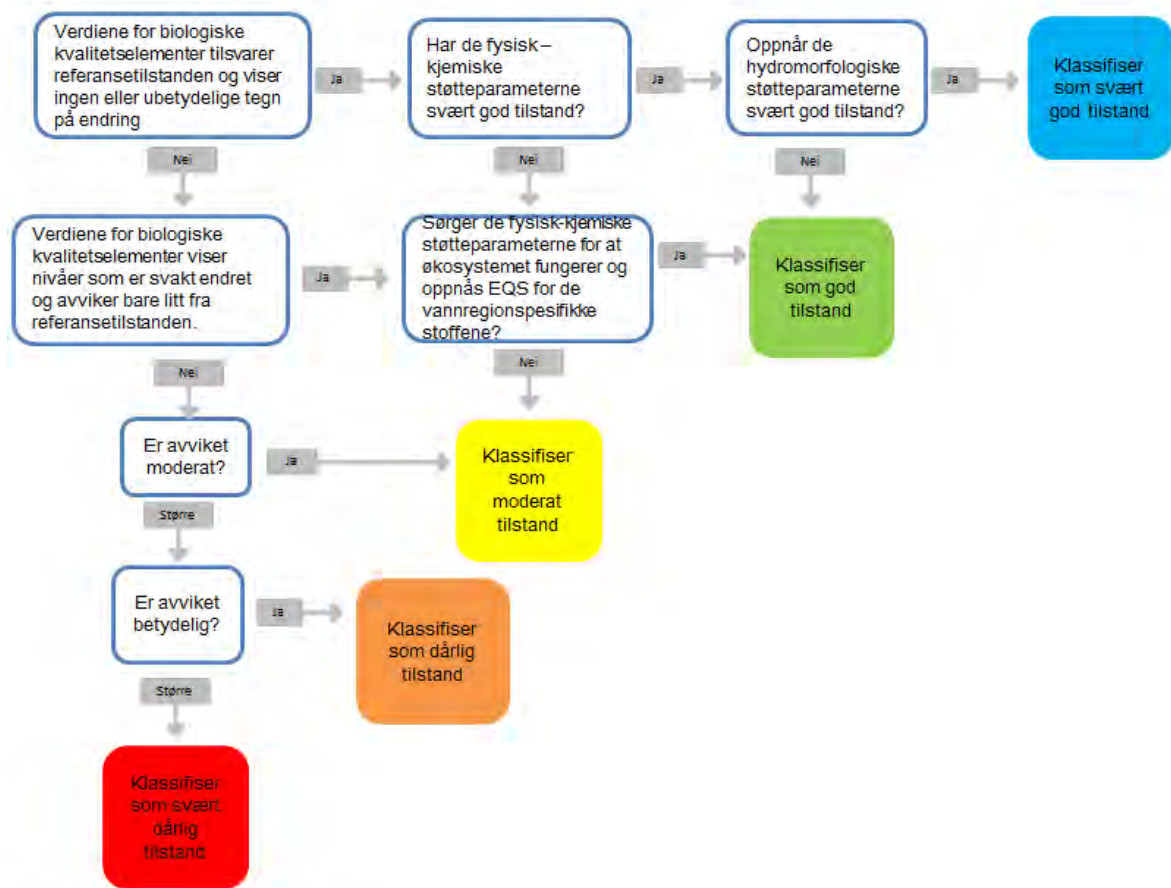 Verdiene for biologiske
kvalitetselementer tilsvarer
referansetilstanden og viser
ingen eller ubetydelige tegn
på endring
Ja
Har de fysisk –
kjemiske
støtteparameterne
svært god tilstand?
Ja
Oppnår de
hydromorfologiske
støtteparameterne
svært god tilstand?
Ja
Klassifiser
som svært
god tilstand
Nei
Nei
Nei
Verdiene for biologiske
kvalitetselementer viser
nivåer som er svakt endret
og avviker bare litt fra
referansetilstanden.
Ja
Sørger de fysisk-kjemiske
støtteparameterne for at
økosystemet fungerer og
oppnås EQS for de
vannregionspesifikke
stoffene?
Ja
Klassifiser
som god
tilstand
Nei
Nei
Er avviket
moderat?
Ja
Klassifiser
som
moderat
tilstand
Større
Er avviket
betydelig?
Ja
Klassifiser
som dårlig
tilstand
Større
Klassifiser
som svært
dårlig
tilstand